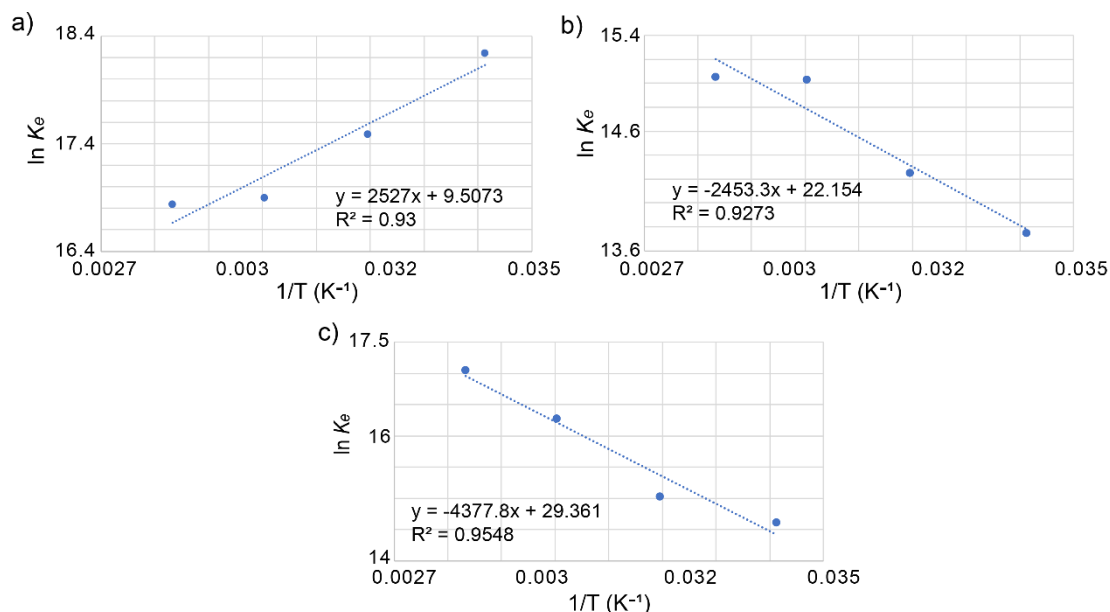 a)
18.4
17.4
16.4
ln Ke
y = 2527x + 9.5073
R² = 0.93
0.0027 0.003 0.032 0.035
1/T (K⁻¹)
b)
15.4
14.6
13.6
ln Ke
y = -2453.3x + 22.154
R² = 0.9273
0.0027 0.003 0.032 0.035
1/T (K⁻¹)
c)
17.5
16
14
ln Ke
y = -4377.8x + 29.361
R² = 0.9548
0.0027 0.003 0.032 0.035
1/T (K⁻¹)